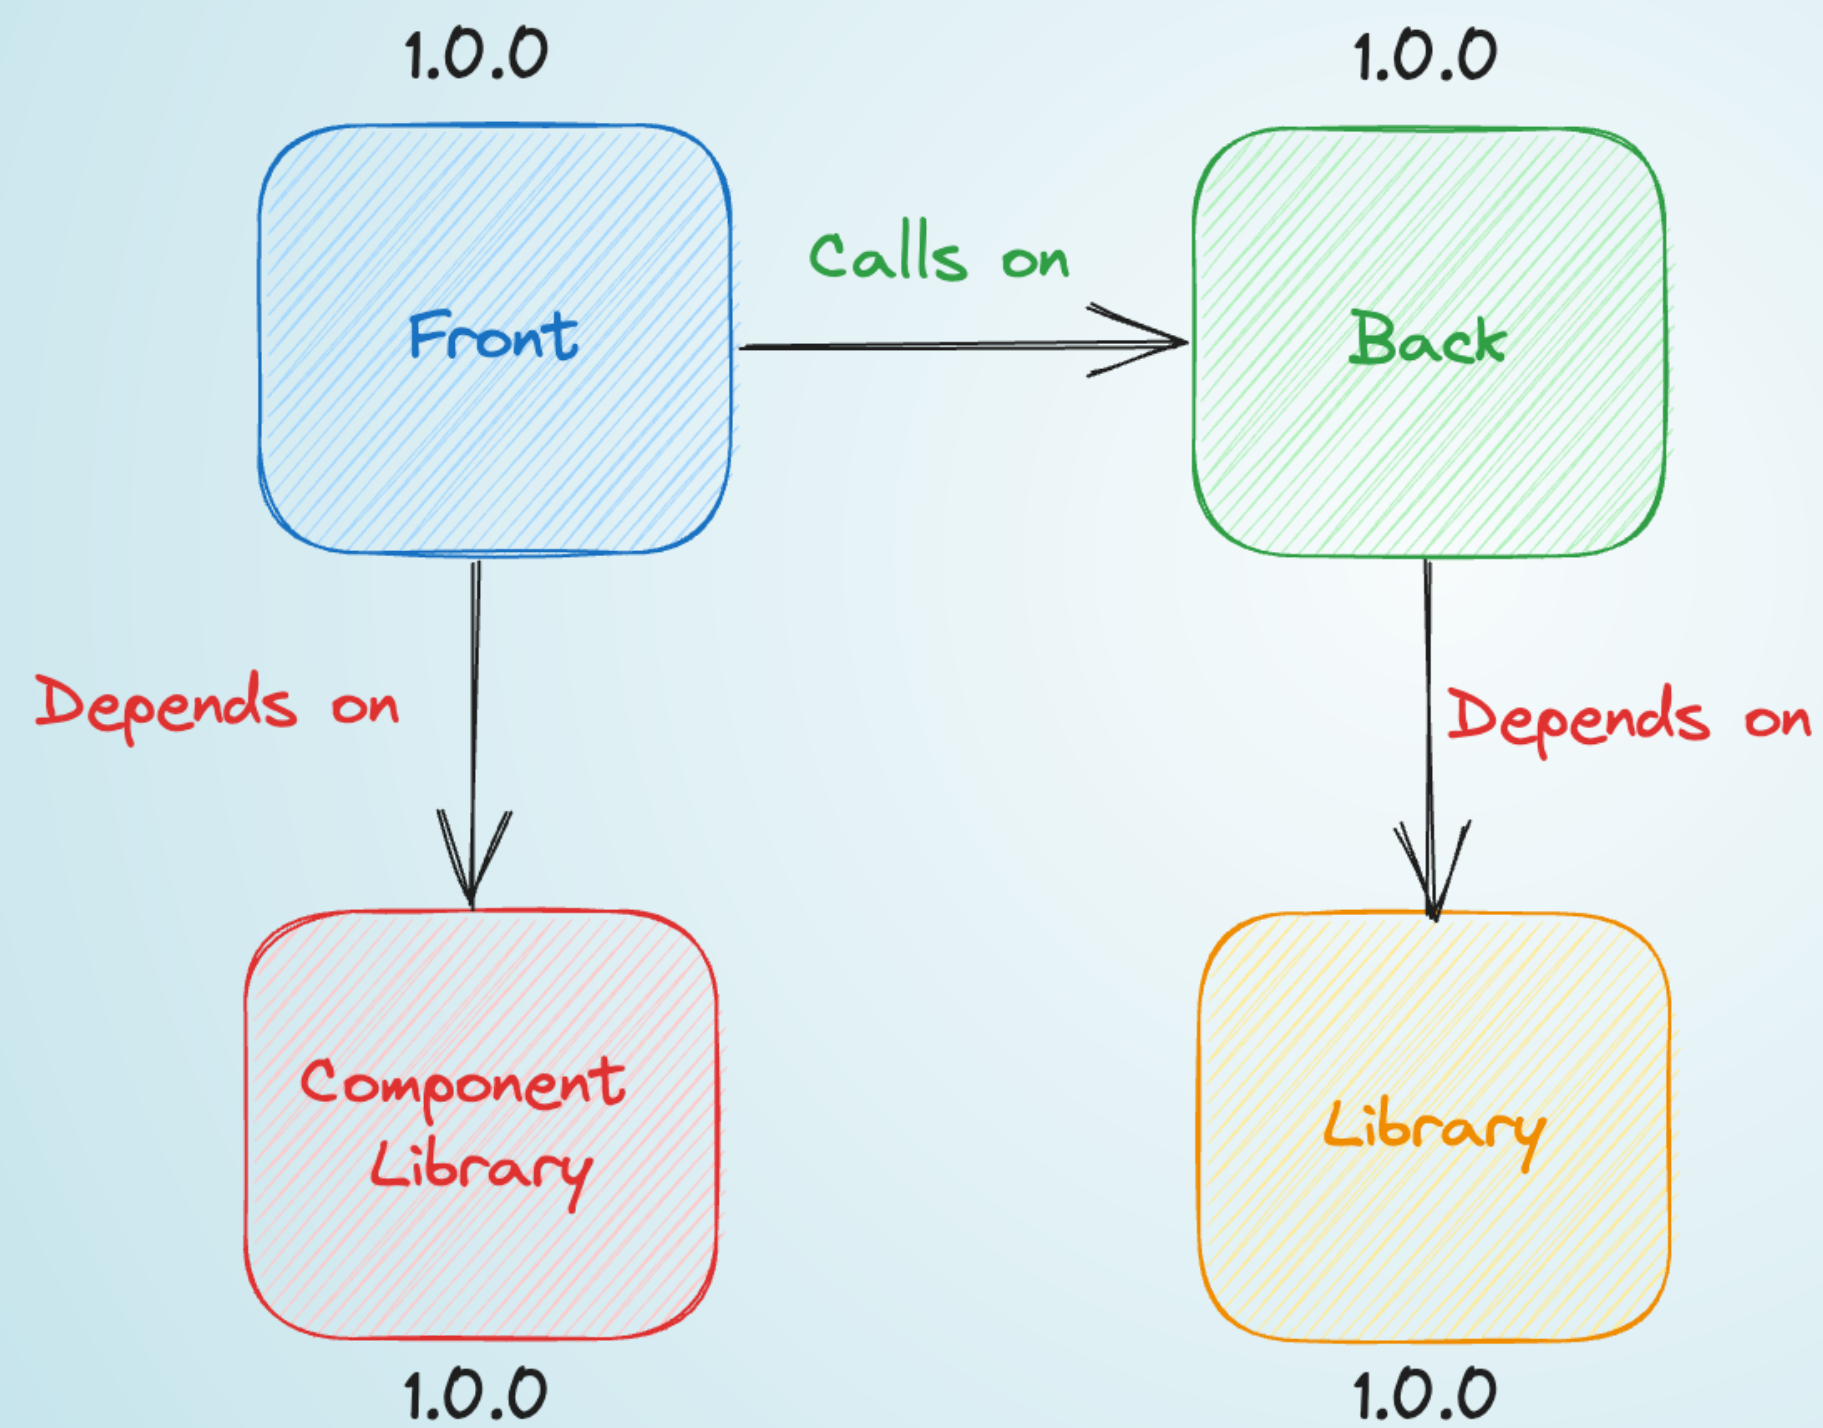 1.0.0
1.0.0
Front
Calls on
Back
Depends on
Depends on
Component
Library
Library
1.0.0
1.0.0